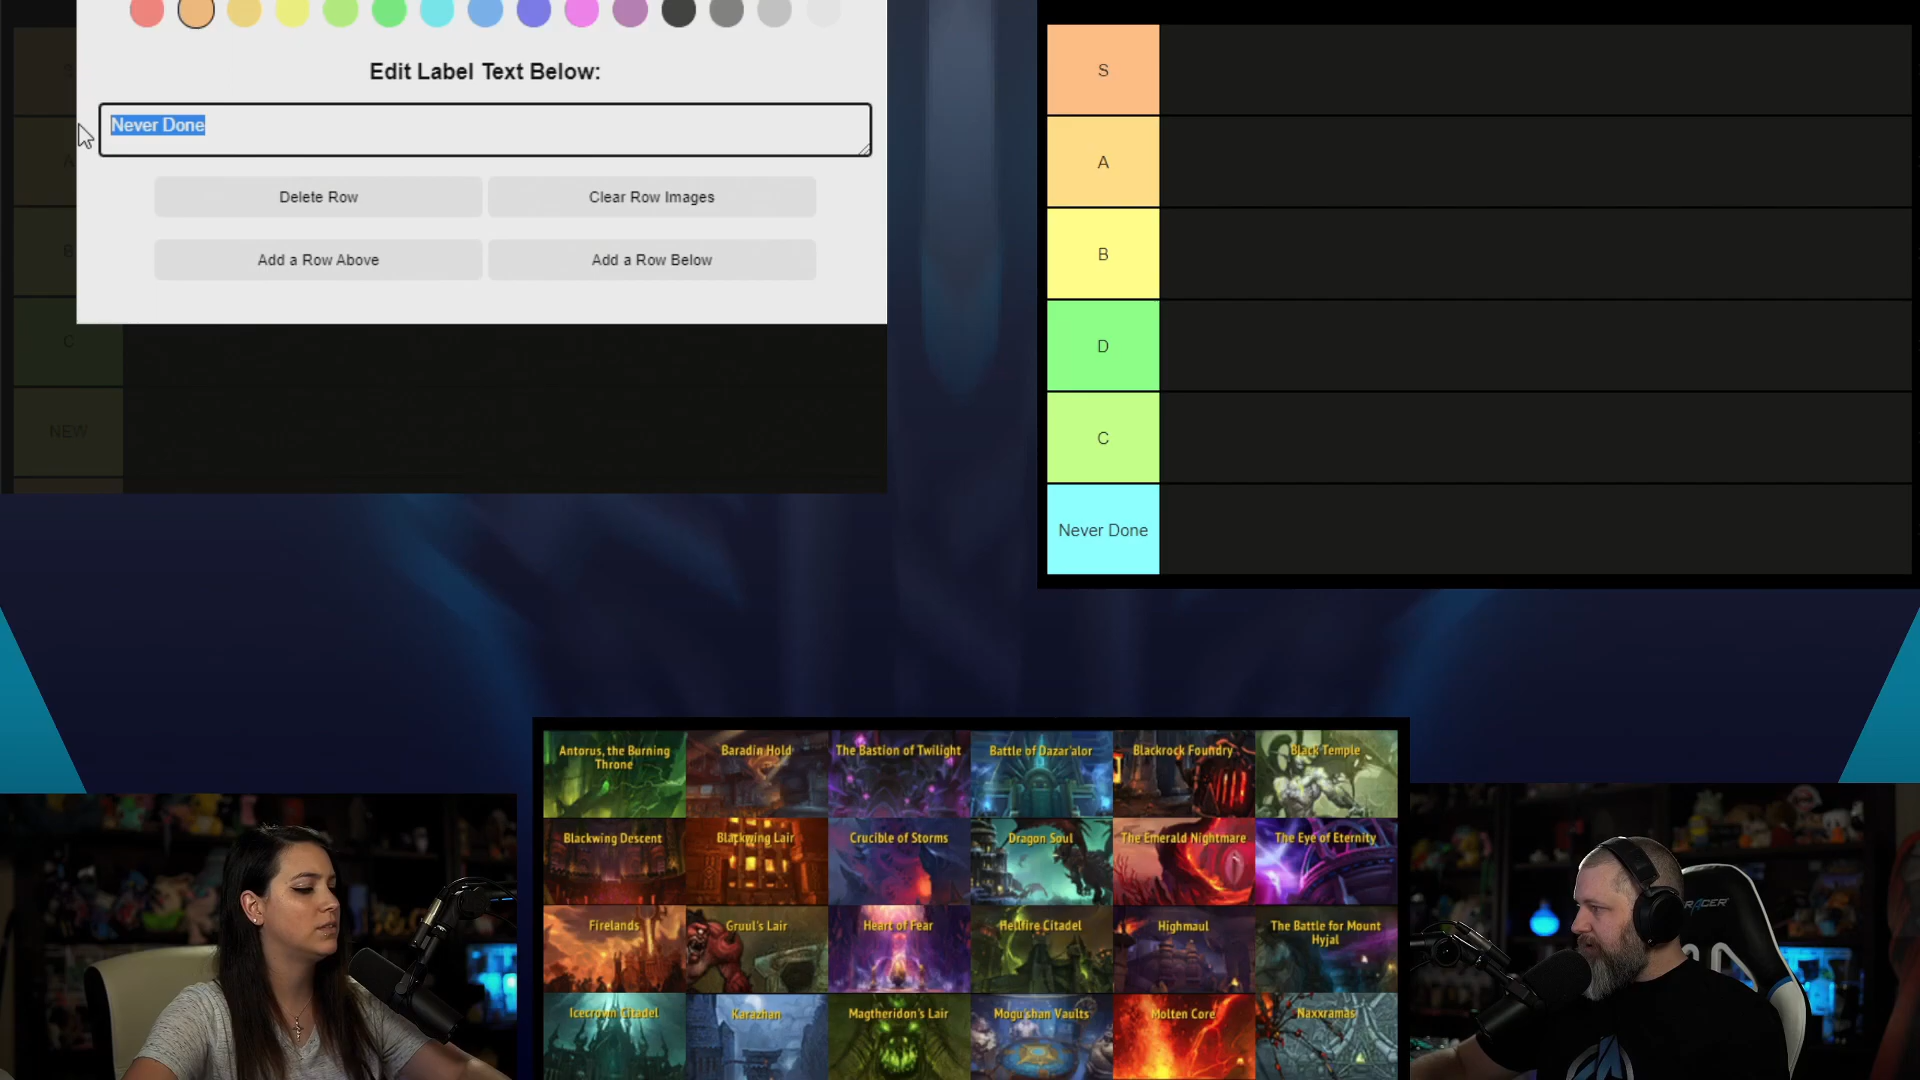 Edit Label Text Below:
Never Done
Delete Row
Clear Row Images
Add a Row Above
Add a Row Below
C
NEW
S
A
B
D
C
Never Done
Antorus, the Burning
Throne
Baradin Hold
The Bastion of Twilight
Battle of Dazar'alor
Blackrock Foundry
Black Temple
Blackwing Descent
Blackwing Lair
Crucible of Storms
Dragon Soul
The Emerald Nightmare
The Eye of Eternity
Firelands
Gruul's Lair
Heart of Fear
Hellfire Citadel
Highmaul
The Battle for Mount
Hyjal
Icecrown Citadel
Karazhan
Magtheridon's Lair
Mogu'shan Vaults
Molten Core
Naxxramas